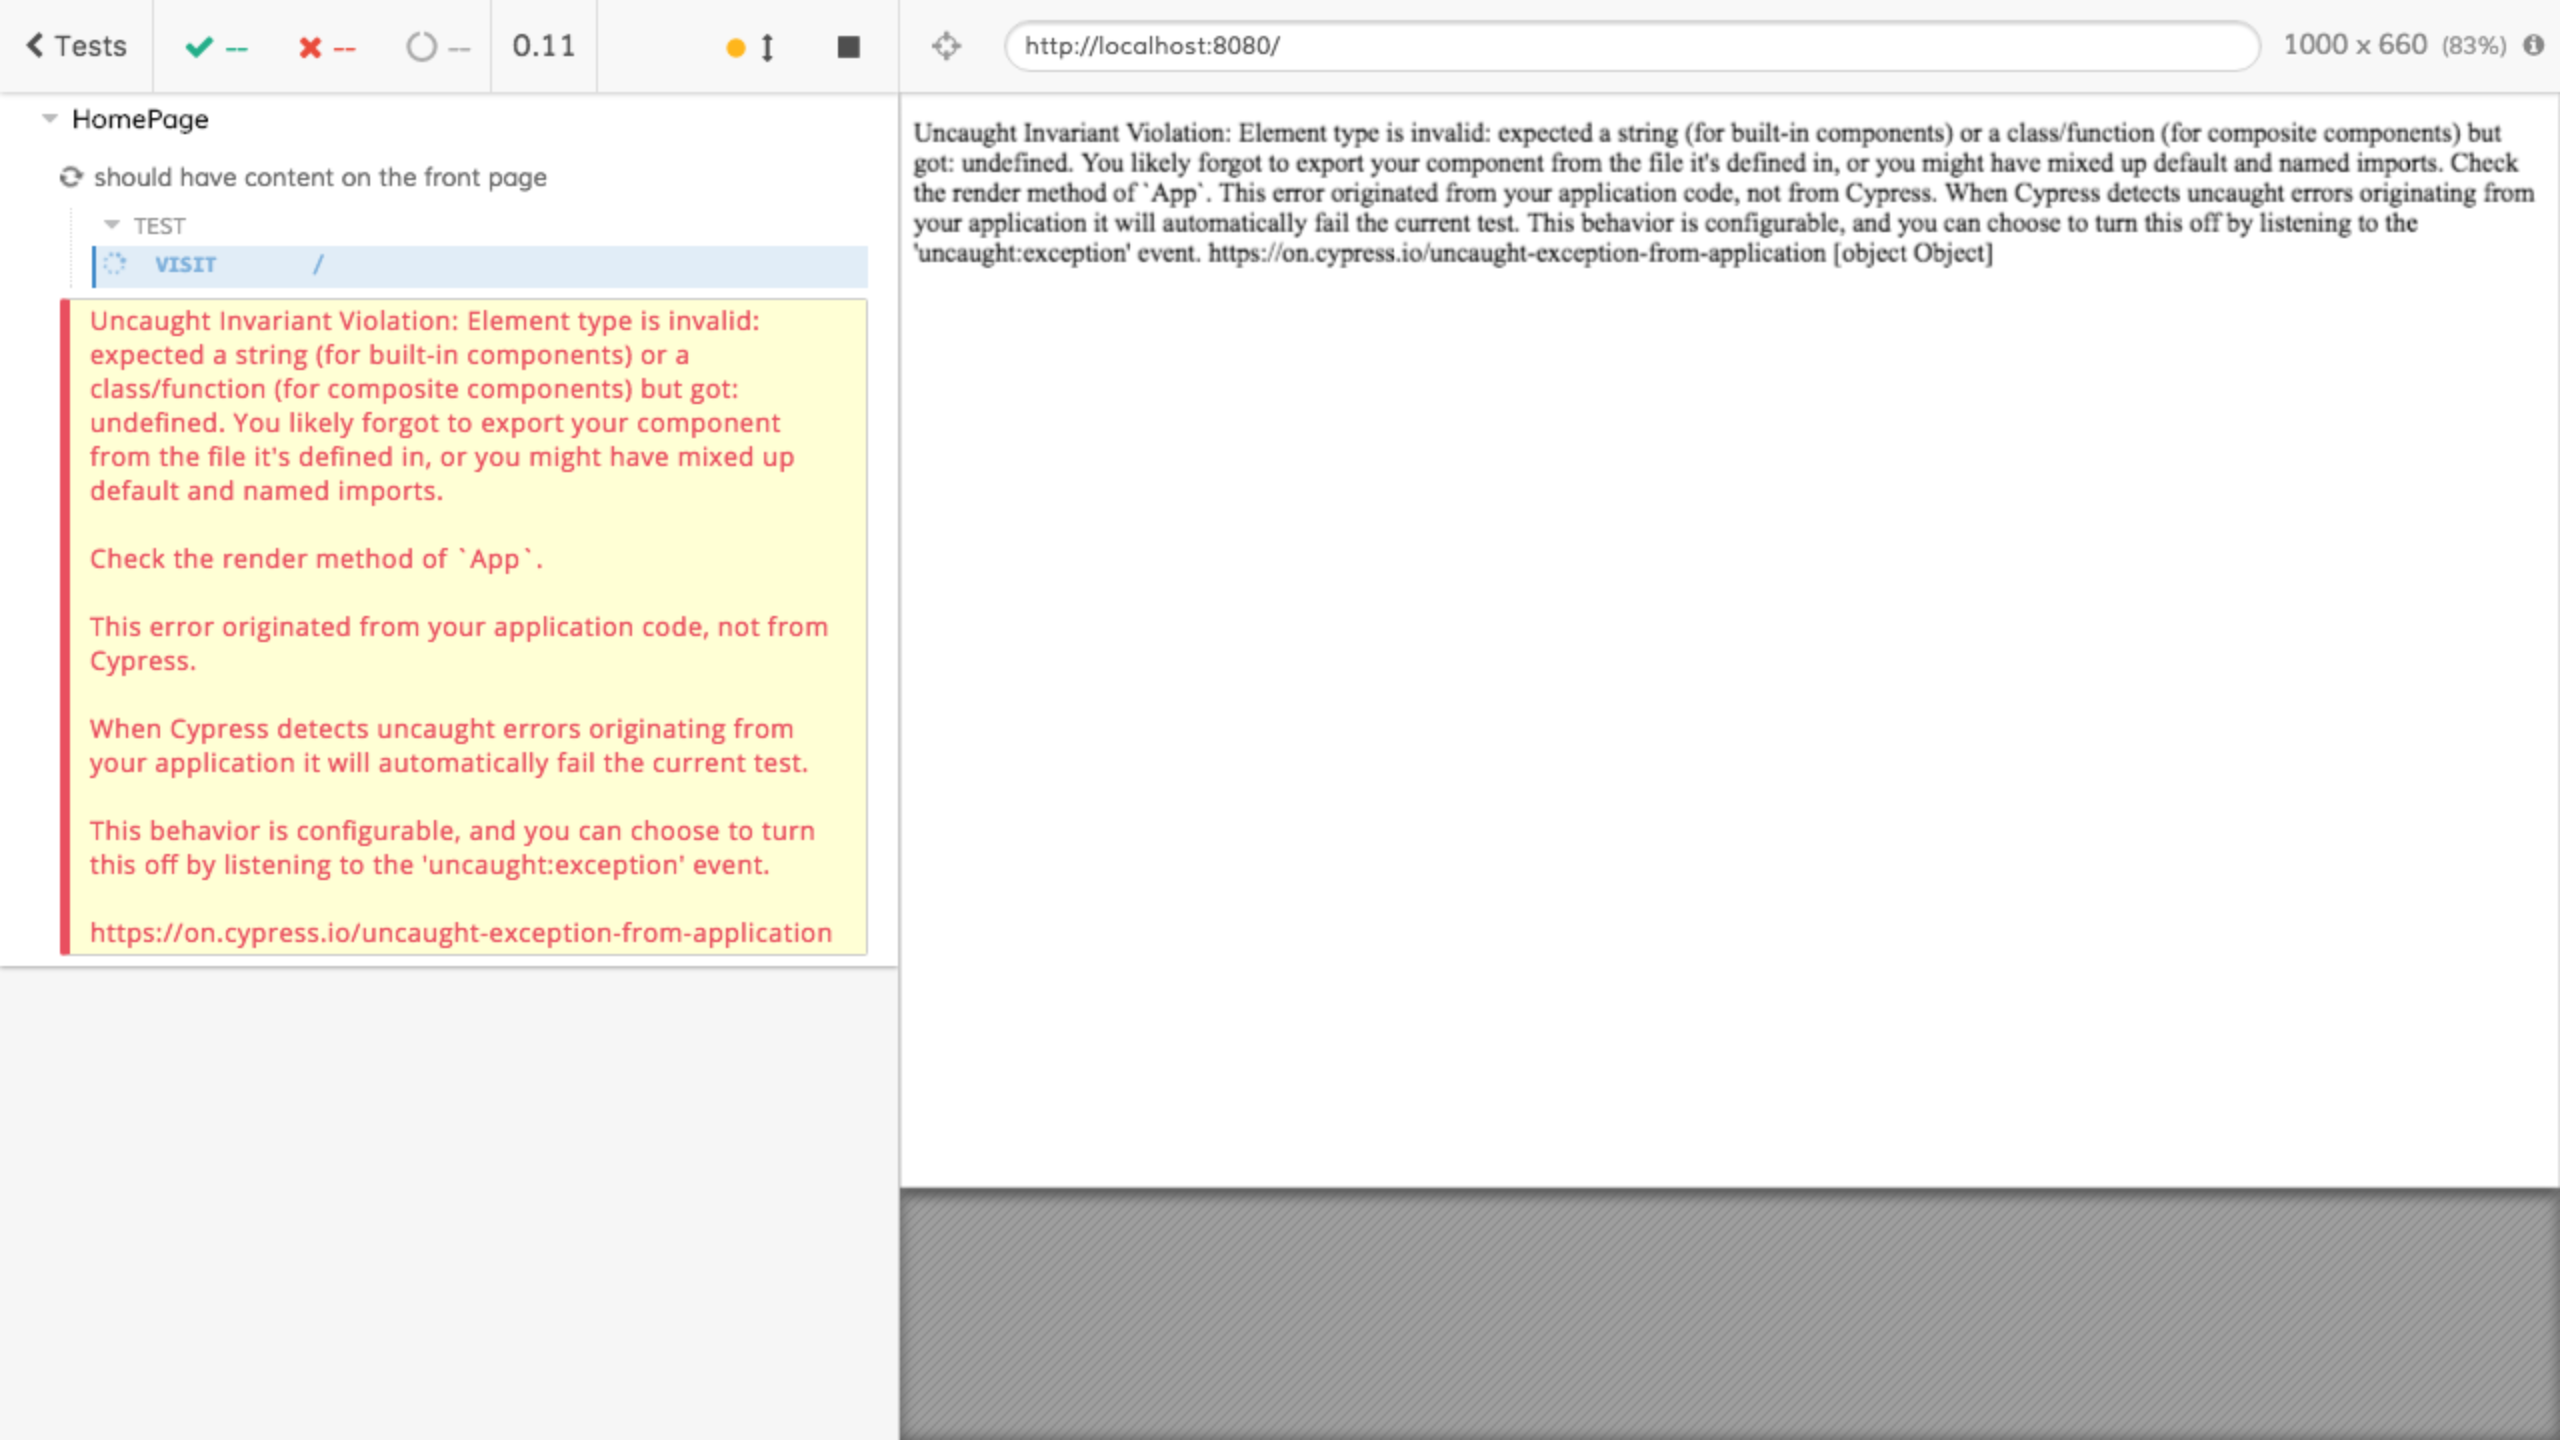 Tests -- -- -- 0.11
http://localhost:8080/ 1000 x 660 (83%)
HomePage
should have content on the front page
TEST
VISIT /
Uncaught Invariant Violation: Element type is invalid:
expected a string (for built-in components) or a
class/function (for composite components) but got:
undefined. You likely forgot to export your component
from the file it's defined in, or you might have mixed up
default and named imports.
Check the render method of `App`.
This error originated from your application code, not from
Cypress.
When Cypress detects uncaught errors originating from
your application it will automatically fail the current test.
This behavior is configurable, and you can choose to turn
this off by listening to the 'uncaught:exception' event.
https://on.cypress.io/uncaught-exception-from-application
Uncaught Invariant Violation: Element type is invalid: expected a string (for built-in components) or a class/function (for composite components) but
got: undefined. You likely forgot to export your component from the file it's defined in, or you might have mixed up default and named imports. Check
the render method of `App`. This error originated from your application code, not from Cypress. When Cypress detects uncaught errors originating from
your application it will automatically fail the current test. This behavior is configurable, and you can choose to turn this off by listening to the
'uncaught:exception' event. https://on.cypress.io/uncaught-exception-from-application [object Object]